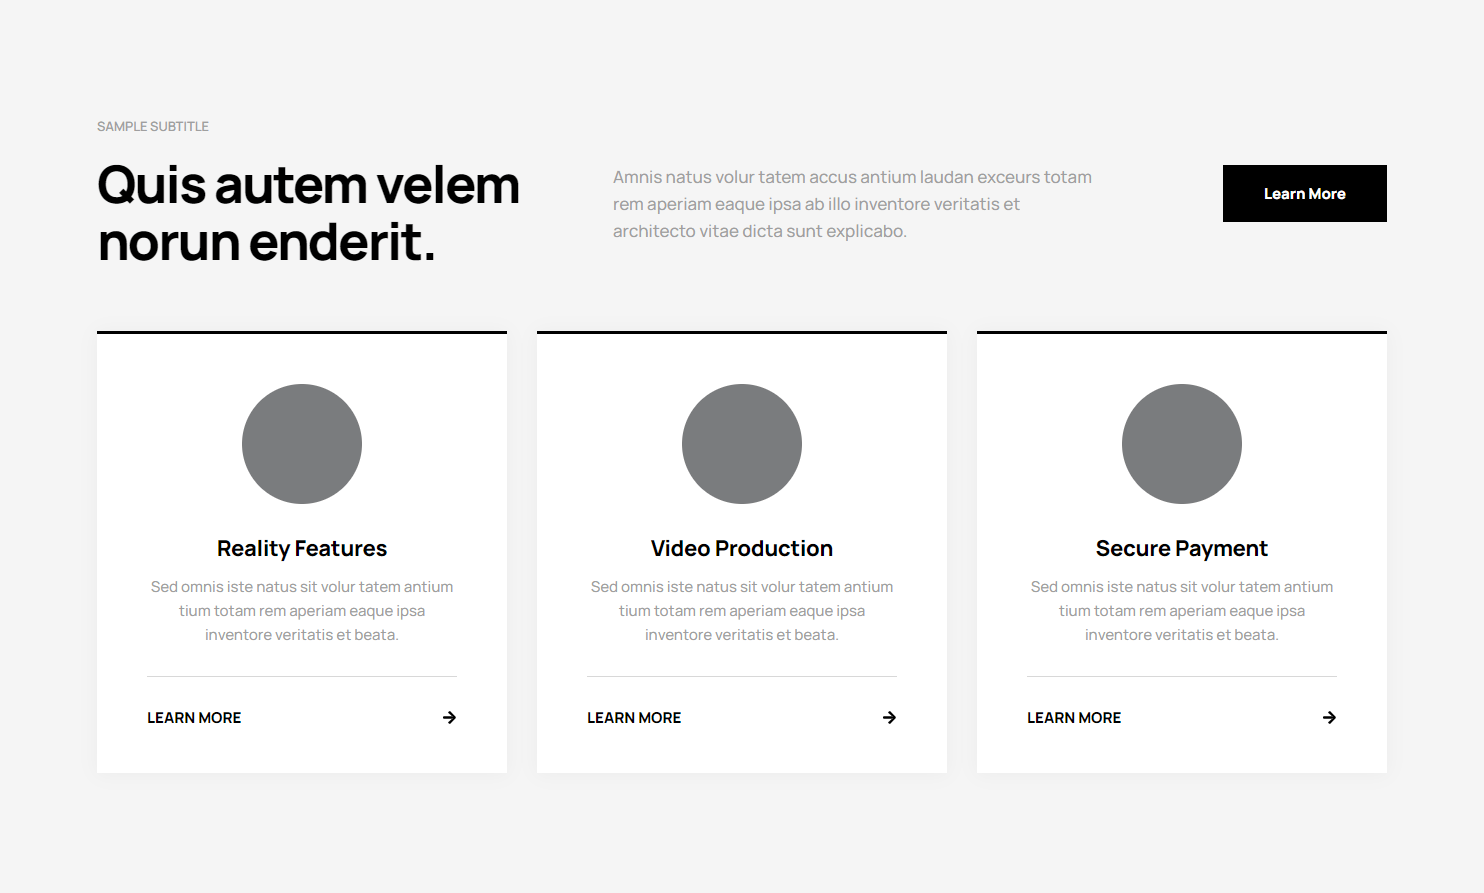 SAMPLE SUBTITLE
Quis autem velem
norun enderit.
Amnis natus volur tatem accus antium laudan exceurs totam
rem aperiam eaque ipsa ab illo inventore veritatis et
architecto vitae dicta sunt explicabo.
Learn More
Reality Features
Sed omnis iste natus sit volur tatem antium
tium totam rem aperiam eaque ipsa
inventore veritatis et beata.
LEARN MORE
Video Production
Sed omnis iste natus sit volur tatem antium
tium totam rem aperiam eaque ipsa
inventore veritatis et beata.
LEARN MORE
Secure Payment
Sed omnis iste natus sit volur tatem antium
tium totam rem aperiam eaque ipsa
inventore veritatis et beata.
LEARN MORE